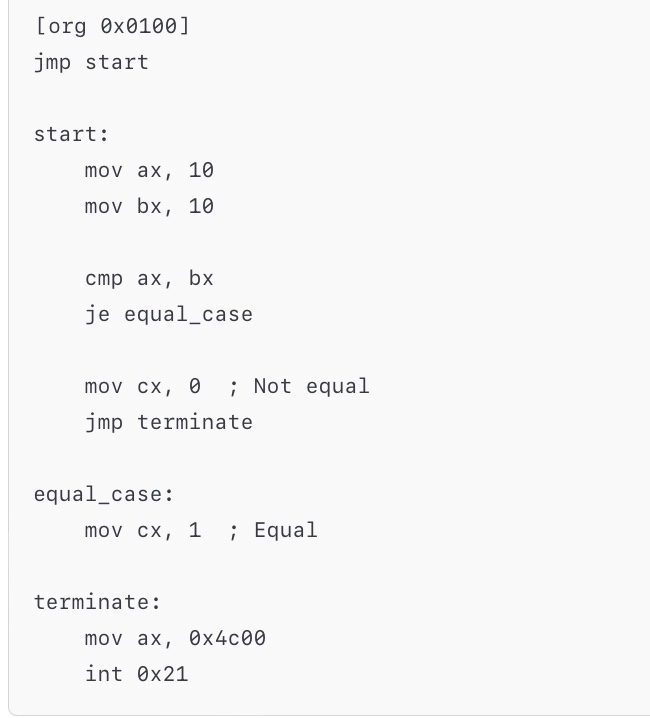 [org 0x0100]
jmp start

start:
    mov ax, 10
    mov bx, 10

    cmp ax, bx
    je equal_case

    mov cx, 0  ; Not equal
    jmp terminate

equal_case:
    mov cx, 1  ; Equal

terminate:
    mov ax, 0x4c00
    int 0x21